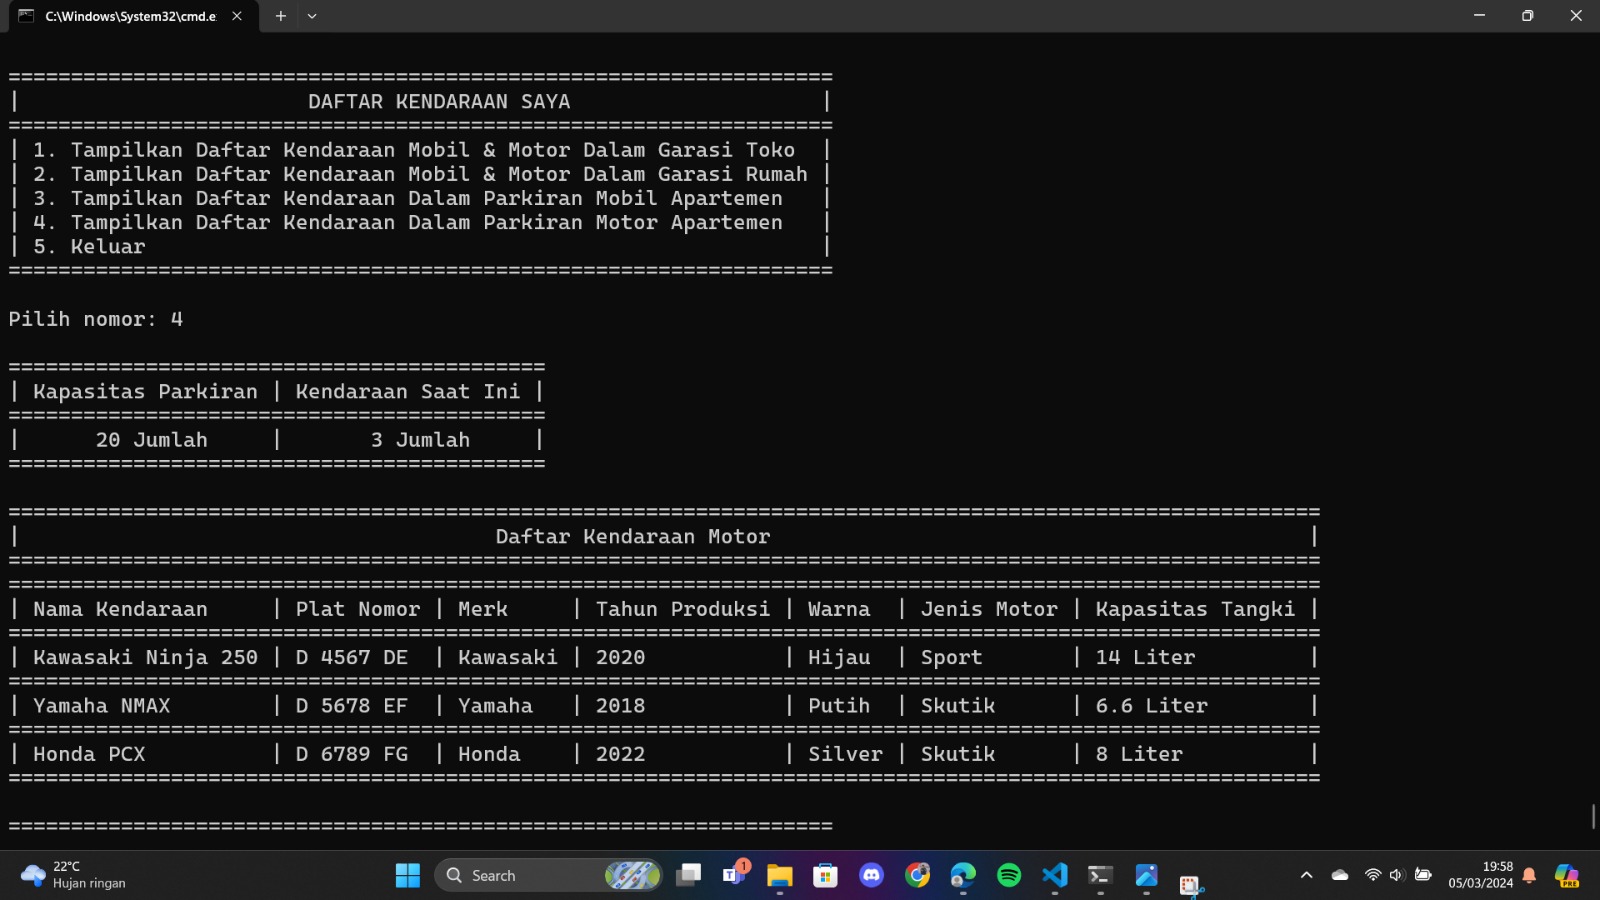 C:\Windows\System32\cmd.e
=================================================================
| DAFTAR KENDARAAN SAYA |
=================================================================
| 1. Tampilkan Daftar Kendaraan Mobil & Motor Dalam Garasi Toko |
| 2. Tampilkan Daftar Kendaraan Mobil & Motor Dalam Garasi Rumah |
| 3. Tampilkan Daftar Kendaraan Dalam Parkiran Mobil Apartemen |
| 4. Tampilkan Daftar Kendaraan Dalam Parkiran Motor Apartemen |
| 5. Keluar |
=================================================================
Pilih nomor: 4
===========================================
| Kapasitas Parkiran | Kendaraan Saat Ini |
===========================================
| 20 Jumlah | 3 Jumlah |
===========================================
=========================================================================================================
| Daftar Kendaraan Motor |
=========================================================================================================
=========================================================================================================
| Nama Kendaraan | Plat Nomor | Merk | Tahun Produksi | Warna | Jenis Motor | Kapasitas Tangki |
=========================================================================================================
| Kawasaki Ninja 250 | D 4567 DE | Kawasaki | 2020 | Hijau | Sport | 14 Liter |
=========================================================================================================
| Yamaha NMAX | D 5678 EF | Yamaha | 2018 | Putih | Skutik | 6.6 Liter |
=========================================================================================================
| Honda PCX | D 6789 FG | Honda | 2022 | Silver | Skutik | 8 Liter |
=========================================================================================================
==================================================================
22°C
Hujan ringan
Search
1
19:58
05/03/2024
PRE